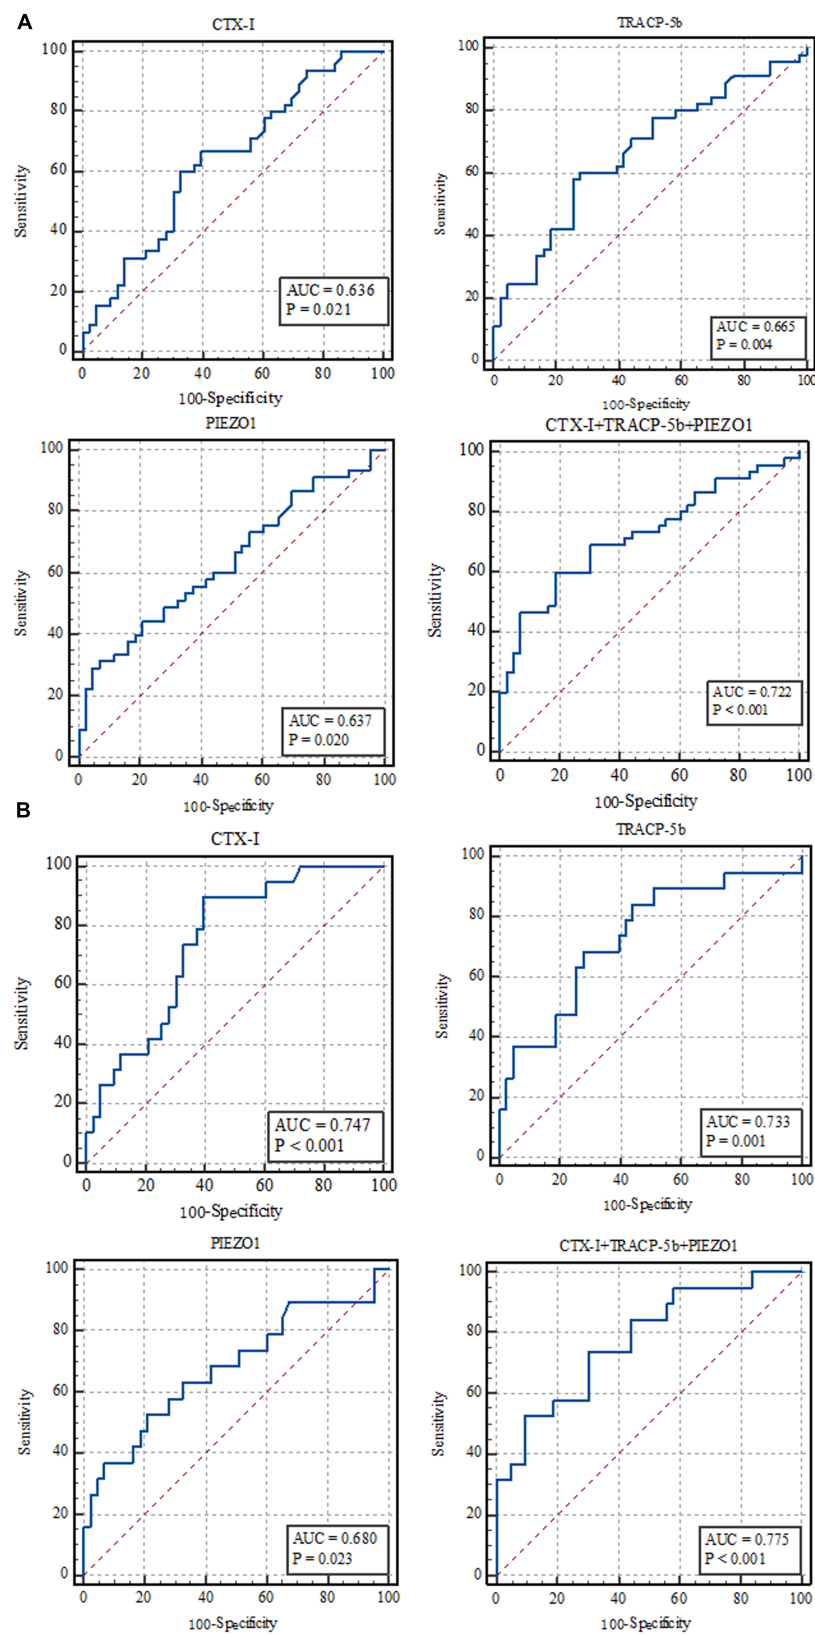 A
CTX-I
100
80
60
40
20
0
Sensitivity
AUC = 0.636
P = 0.021
0 20 40 60 80 100
100-Specificity
TRACP-5b
100
80
60
40
20
0
Sensitivity
AUC = 0.665
P = 0.004
0 20 40 60 80 100
100-Specificity
PIEZO1
100
80
60
40
20
0
Sensitivity
AUC = 0.637
P = 0.020
0 20 40 60 80 100
100-Specificity
CTX-I+TRACP-5b+PIEZO1
100
80
60
40
20
0
Sensitivity
AUC = 0.722
P < 0.001
0 20 40 60 80 100
100-Specificity
B
CTX-I
100
80
60
40
20
0
Sensitivity
AUC = 0.747
P < 0.001
0 20 40 60 80 100
100-Specificity
TRACP-5b
100
80
60
40
20
0
Sensitivity
AUC = 0.733
P = 0.001
0 20 40 60 80 100
100-Specificity
PIEZO1
100
80
60
40
20
0
Sensitivity
AUC = 0.680
P = 0.023
0 20 40 60 80 100
100-Specificity
CTX-I+TRACP-5b+PIEZO1
100
80
60
40
20
0
Sensitivity
AUC = 0.775
P < 0.001
0 20 40 60 80 100
100-Specificity